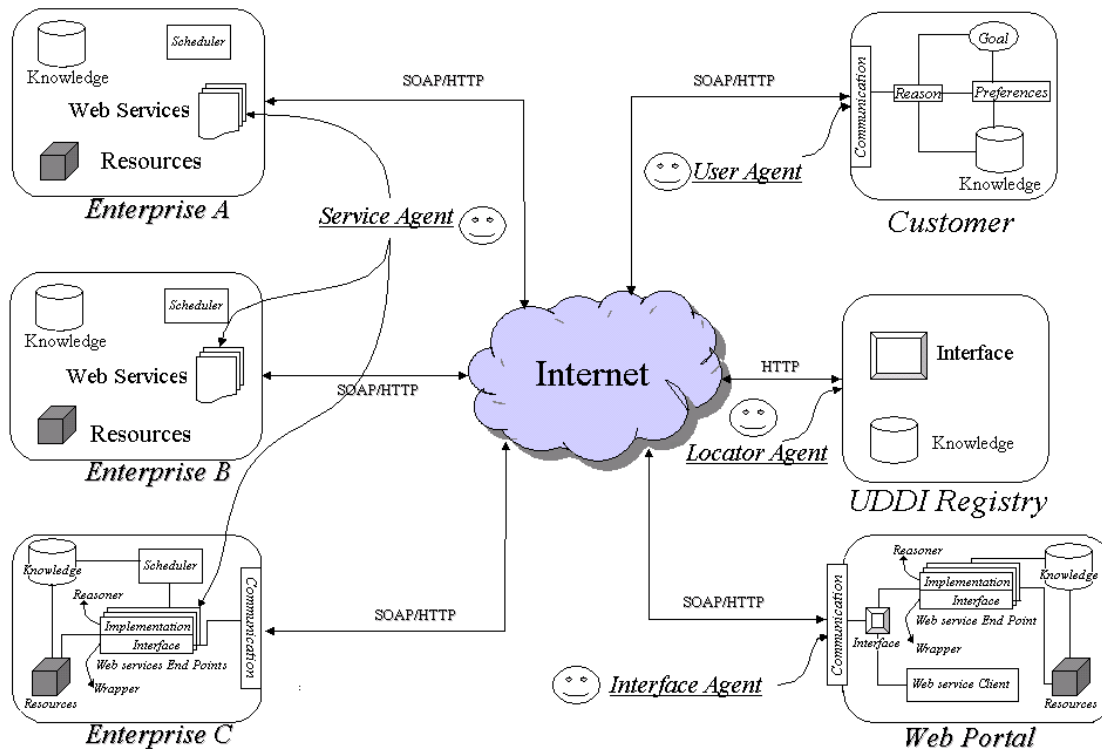 Scheduler
Knowledge
Web Services
Resources
Enterprise A
SOAP/HTTP
Service Agent
SOAP/HTTP
User Agent
Communication
Goal
Reason
Preferences
Knowledge
Customer
Scheduler
Knowledge
Web Services
Resources
Enterprise B
SOAP/HTTP
Internet
HTTP
Locator Agent
Interface
Knowledge
UDDI Registry
Knowledge
Scheduler
Reasoner
Implementation
Interface
Web services End Points
Wrapper
Resources
Communication
Enterprise C
SOAP/HTTP
:
SOAP/HTTP
Interface Agent
Communication
Reasoner
Implementation
Interface
Web service End Point
Knowledge
Interface
Wrapper
Web service Client
Resources
Web Portal